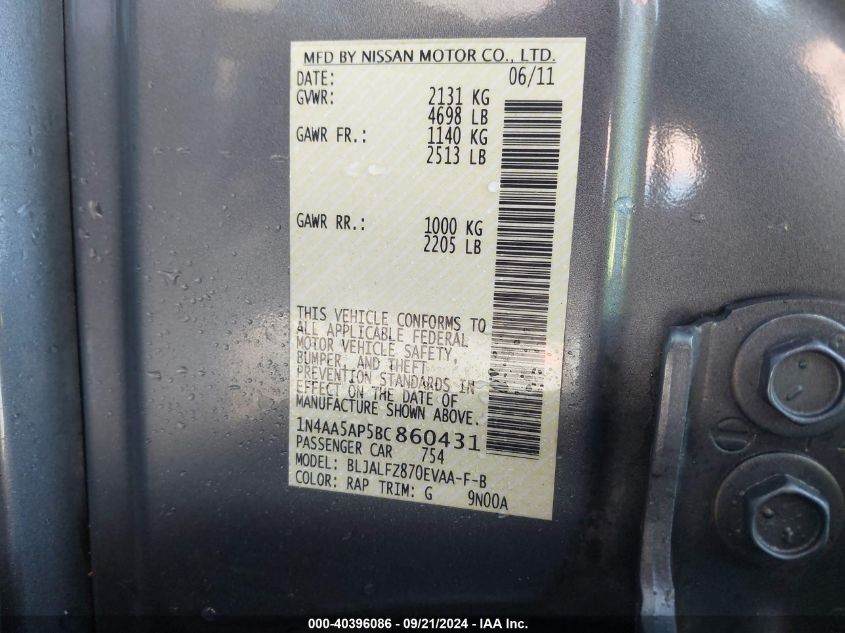 MFD BY NISSAN MOTOR CO., LTD.
DATE: 06/11
GVWR: 2131 KG
4698 LB
GAWR FR.: 1140 KG
2513 LB
GAWR RR.: 1000 KG
2205 LB
THIS VEHICLE CONFORMS TO
ALL APPLICABLE FEDERAL
MOTOR VEHICLE SAFETY,
BUMPER, AND THEFT
PREVENTION STANDARDS IN
EFFECT ON THE DATE OF
MANUFACTURE SHOWN ABOVE.
1N4AA5AP5BC860431
PASSENGER CAR 754
MODEL: BLJALFZ870EVAA-F-B
COLOR: RAP TRIM: G 9N00A
000-40396086 - 09/21/2024 - IAA Inc.